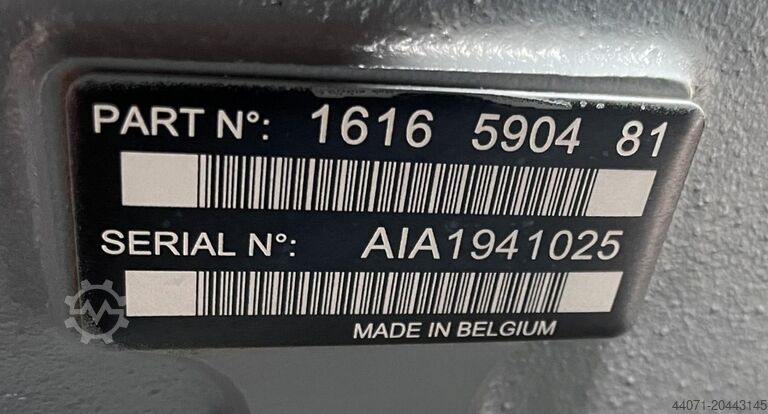 PART N°: 1616 5904 81
SERIAL N°: AIA1941025
MADE IN BELGIUM
44071-20443145